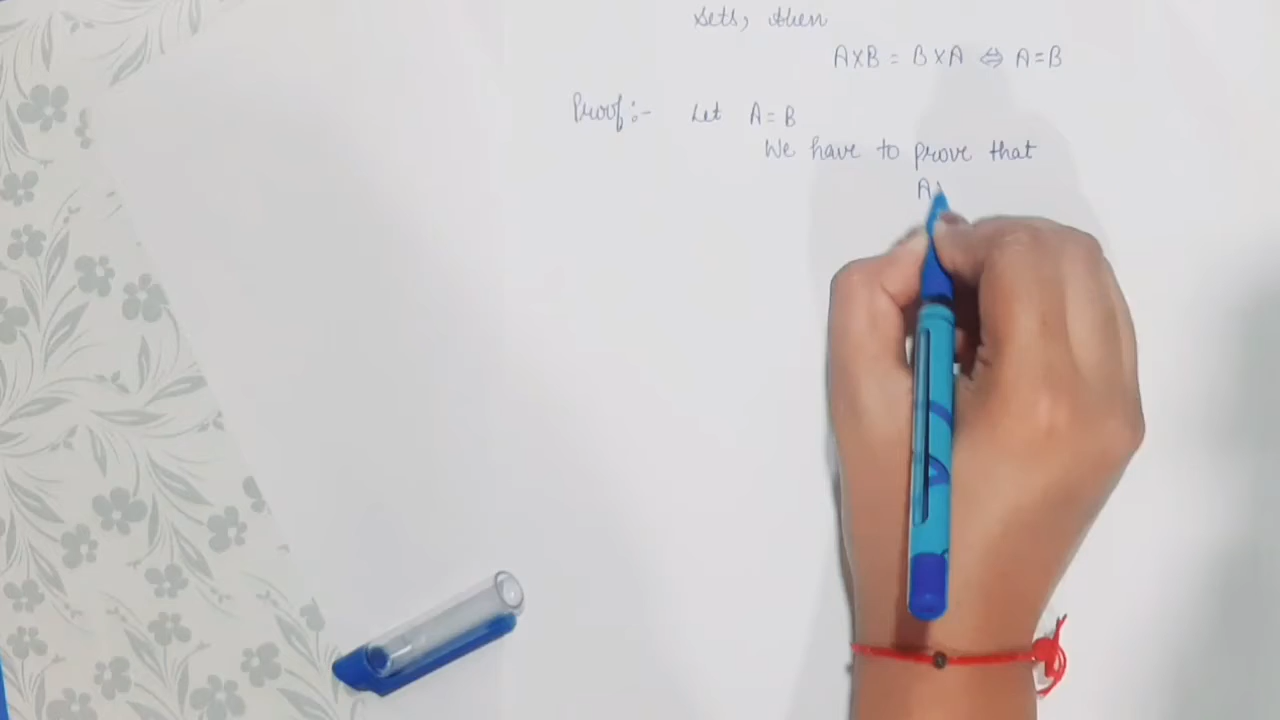 sets, then
A×B = B×A ⇔ A=B
Proof:- Let A=B
We have to prove that
A